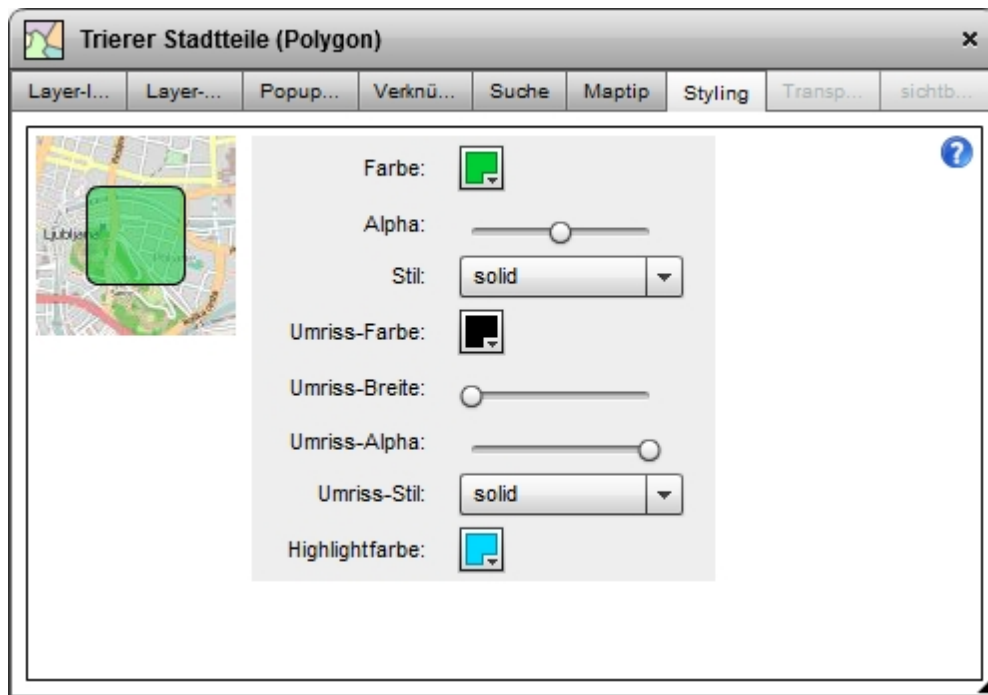 Trierer Stadtteile (Polygon)
Layer-I... Layer-... Popup... Verknü... Suche Maptip Styling Transp... sichtb...
Farbe:
Alpha:
Ljubljana
Stil: solid
Umriss-Farbe:
Umriss-Breite:
Umriss-Alpha:
Umriss-Stil: solid
Highlightfarbe: